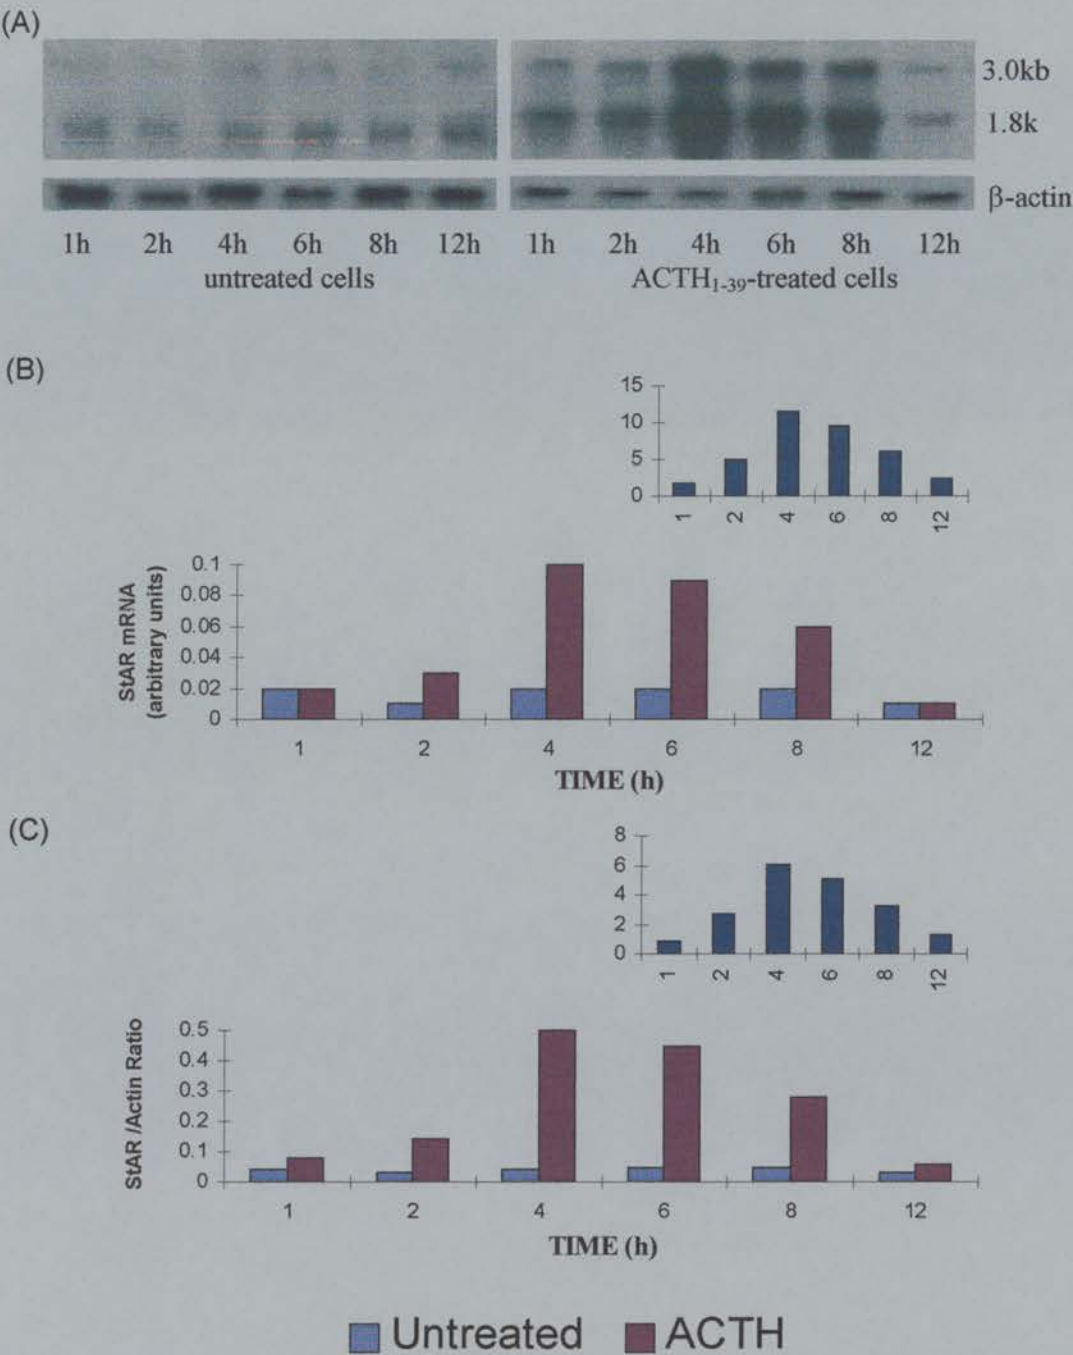 (A)
3.0kb
1.8k
β-actin
1h 2h 4h 6h 8h 12h 1h 2h 4h 6h 8h 12h
untreated cells ACTH1-39-treated cells
(B)
15
10
5
0
1 2 4 6 8 12
StAR mRNA
(arbitrary units)
0.1
0.08
0.06
0.04
0.02
0
1 2 4 6 8 12
TIME (h)
(C)
8
6
4
2
0
1 2 4 6 8 12
StAR /Actin Ratio
0.5
0.4
0.3
0.2
0.1
0
1 2 4 6 8 12
TIME (h)
Untreated ACTH